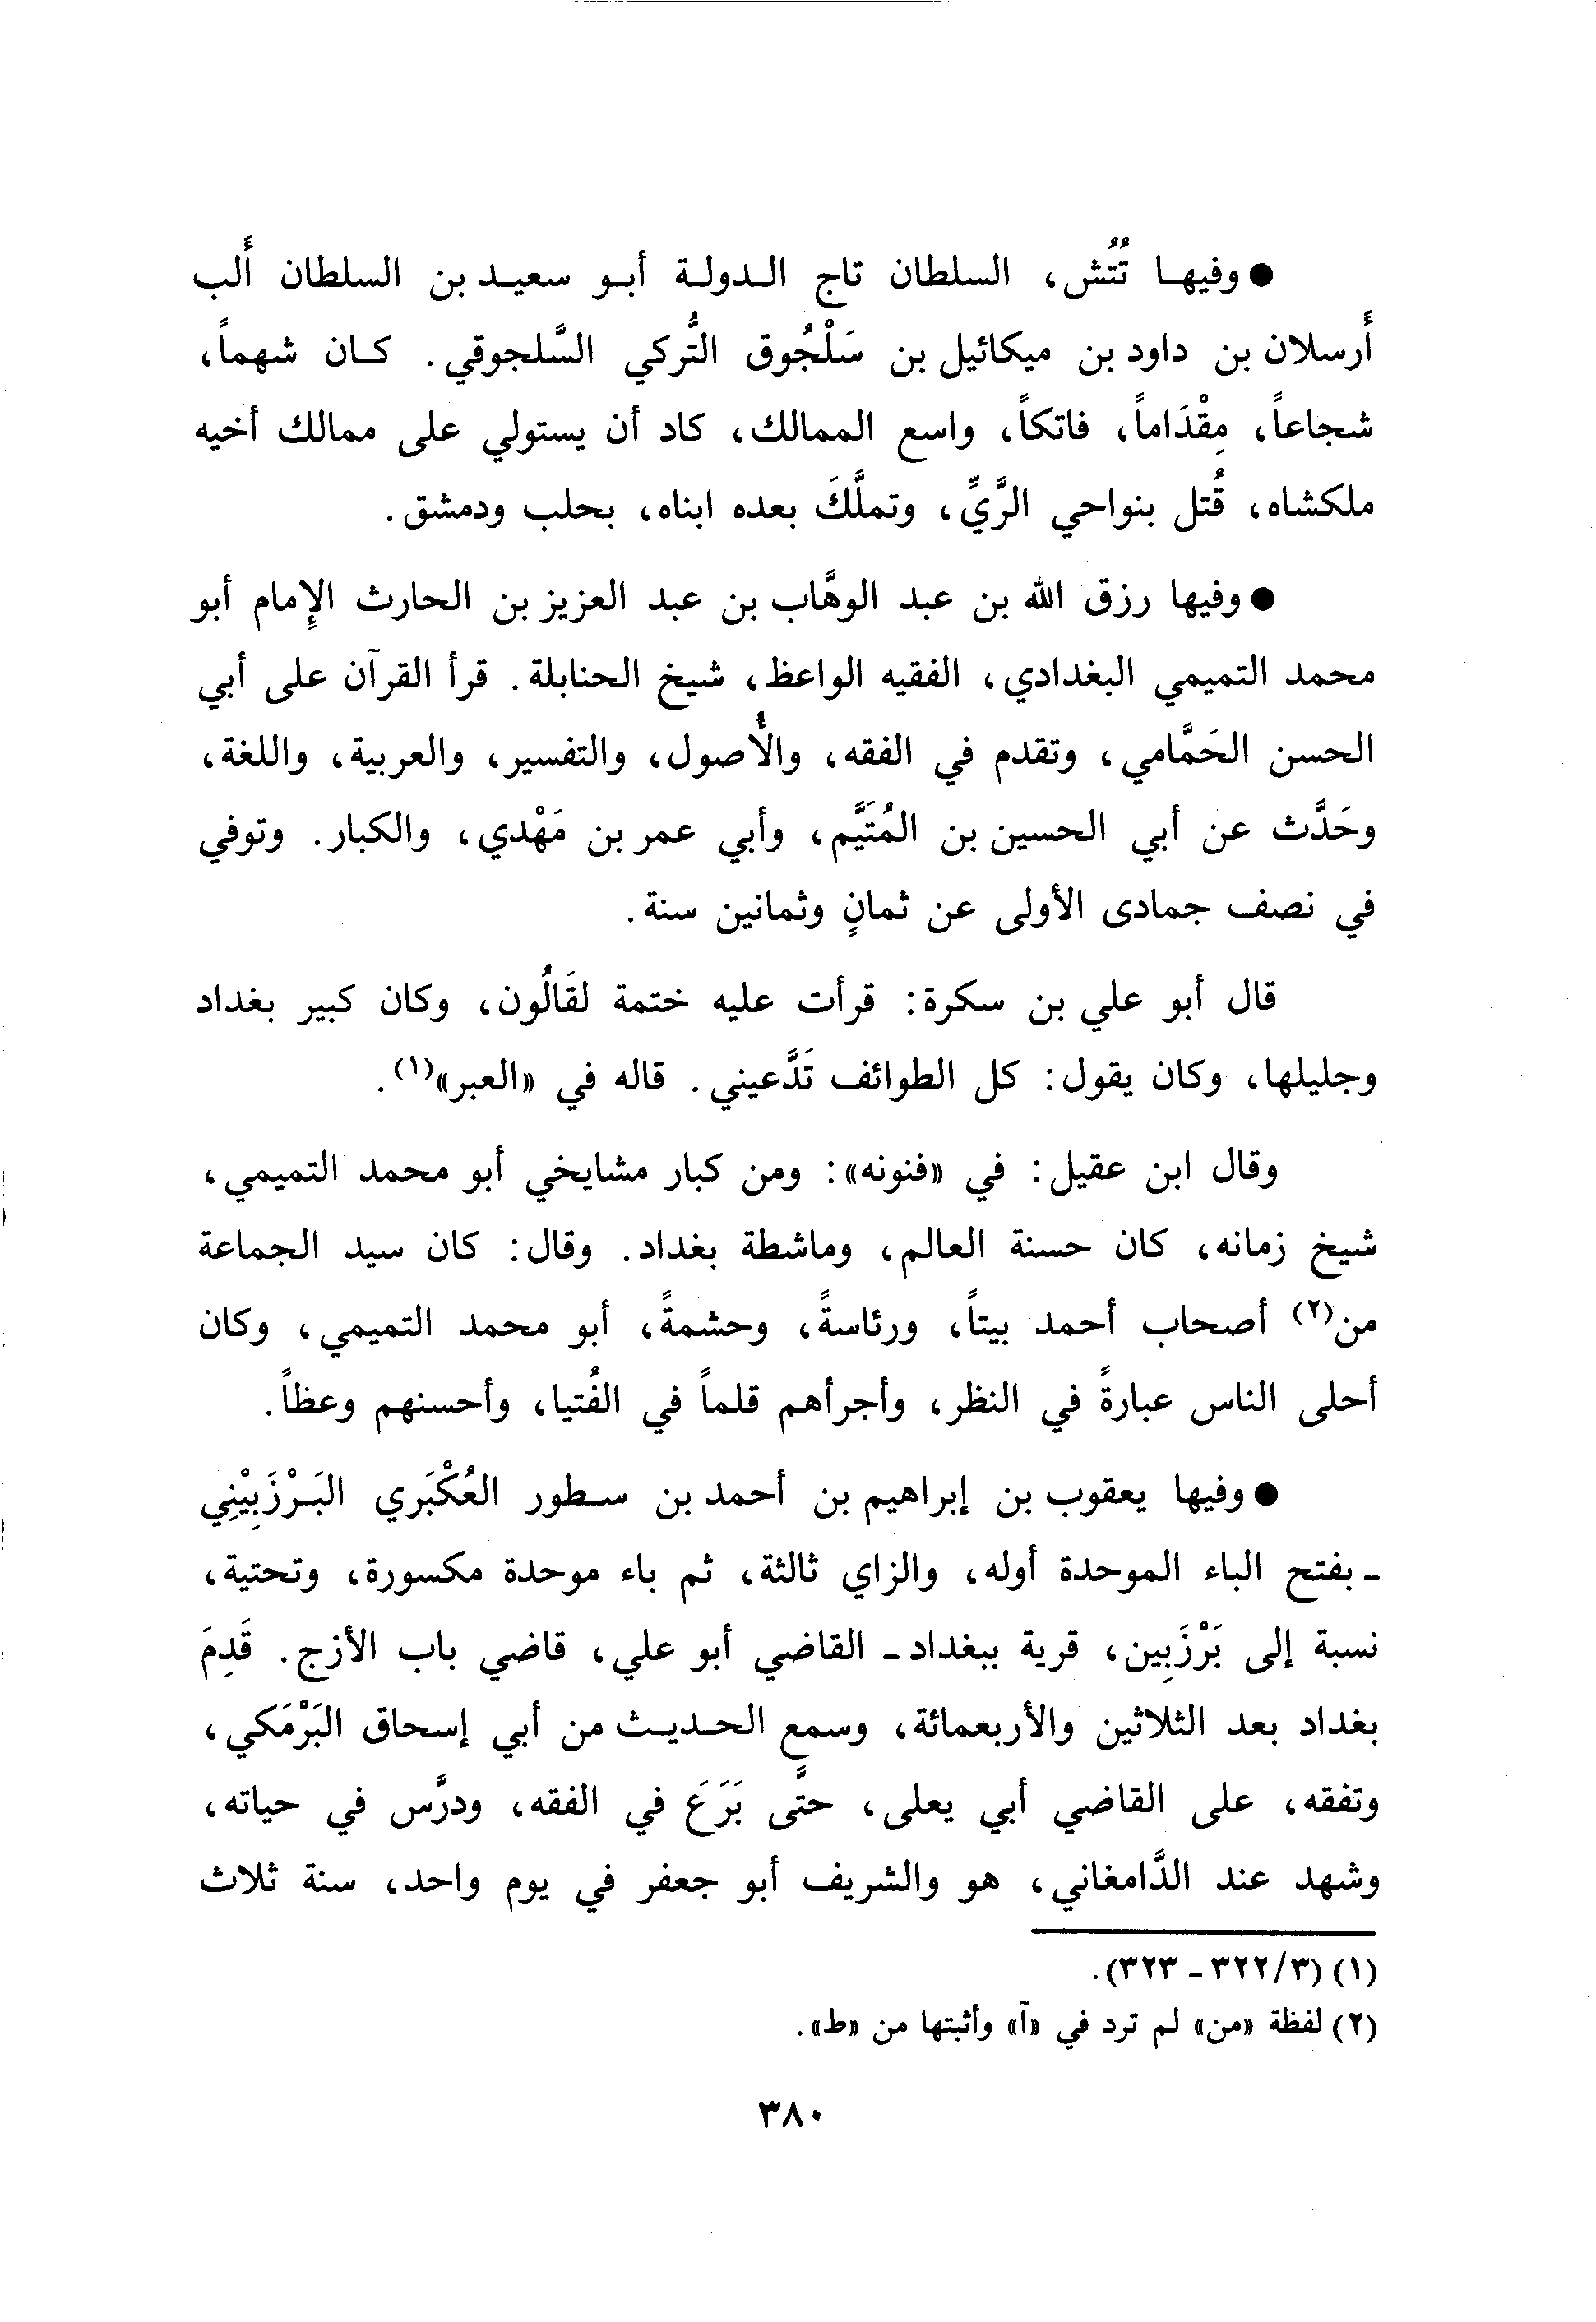 ● وفيها تُتُش، السلطان تاج الدولة أبو سعيد بن السلطان أَلب
أَرسلان بن داود بن ميكائيل بن سَلْجُوق التُّركي السَّلجوقي. كان شهماً،
شجاعاً، مِقْدَاماً، فاتكاً، واسع الممالك، كاد أن يستولي على ممالك أخيه
ملكشاه، قُتل بنواحي الرَّيِّ، وتملَّكَ بعده ابناه، بحلب ودمشق.
● وفيها رزق الله بن عبد الوهَّاب بن عبد العزيز بن الحارث الإِمام أبو
محمد التميمي البغدادي، الفقيه الواعظ، شيخ الحنابلة. قرأ القرآن على أبي
الحسن الحَمَّامي، وتقدم في الفقه، والأُصول، والتفسير، والعربية، واللغة،
وحَدَّث عن أبي الحسين بن المُتَيَّم، وأبي عمر بن مَهْدي، والكبار. وتوفي
في نصف جمادى الأولى عن ثمانٍ وثمانين سنة.
قال أبو علي بن سكرة: قرأت عليه ختمة لقَالُون، وكان كبير بغداد
وجليلها، وكان يقول: كل الطوائف تَدَّعيني. قاله في «العبر»(١).
وقال ابن عقيل: في «فنونه»: ومن كبار مشايخي أبو محمد التميمي،
شيخ زمانه، كان حسنة العالم، وماشطة بغداد. وقال: كان سيد الجماعة
من(٢) أصحاب أحمد بيتاً، ورئاسةً، وحشمةً، أبو محمد التميمي، وكان
أحلى الناس عبارةً في النظر، وأجرأهم قلماً في الفُتيا، وأحسنهم وعظاً.
● وفيها يعقوب بن إبراهيم بن أحمد بن سطور العُكْبَري البَرْزَبِيْنِي
ـ بفتح الباء الموحدة أوله، والزاي ثالثة، ثم باء موحدة مكسورة، وتحتية،
نسبة إلى بَرْزَبِين، قرية ببغداد ـ القاضي أبو علي، قاضي باب الأزج. قَدِمَ
بغداد بعد الثلاثين والأربعمائة، وسمع الحديث من أبي إسحاق البَرْمَكي،
وتفقه، على القاضي أبي يعلى، حتَّى بَرَعَ في الفقه، ودرَّس في حياته،
وشهد عند الدَّامغاني، هو والشريف أبو جعفر في يوم واحد، سنة ثلاث
(١) (٣/٣٢٢ ـ ٣٢٣).
(٢) لفظة «من» لم ترد في «آ» وأثبتها من «ط».
٣٨٠